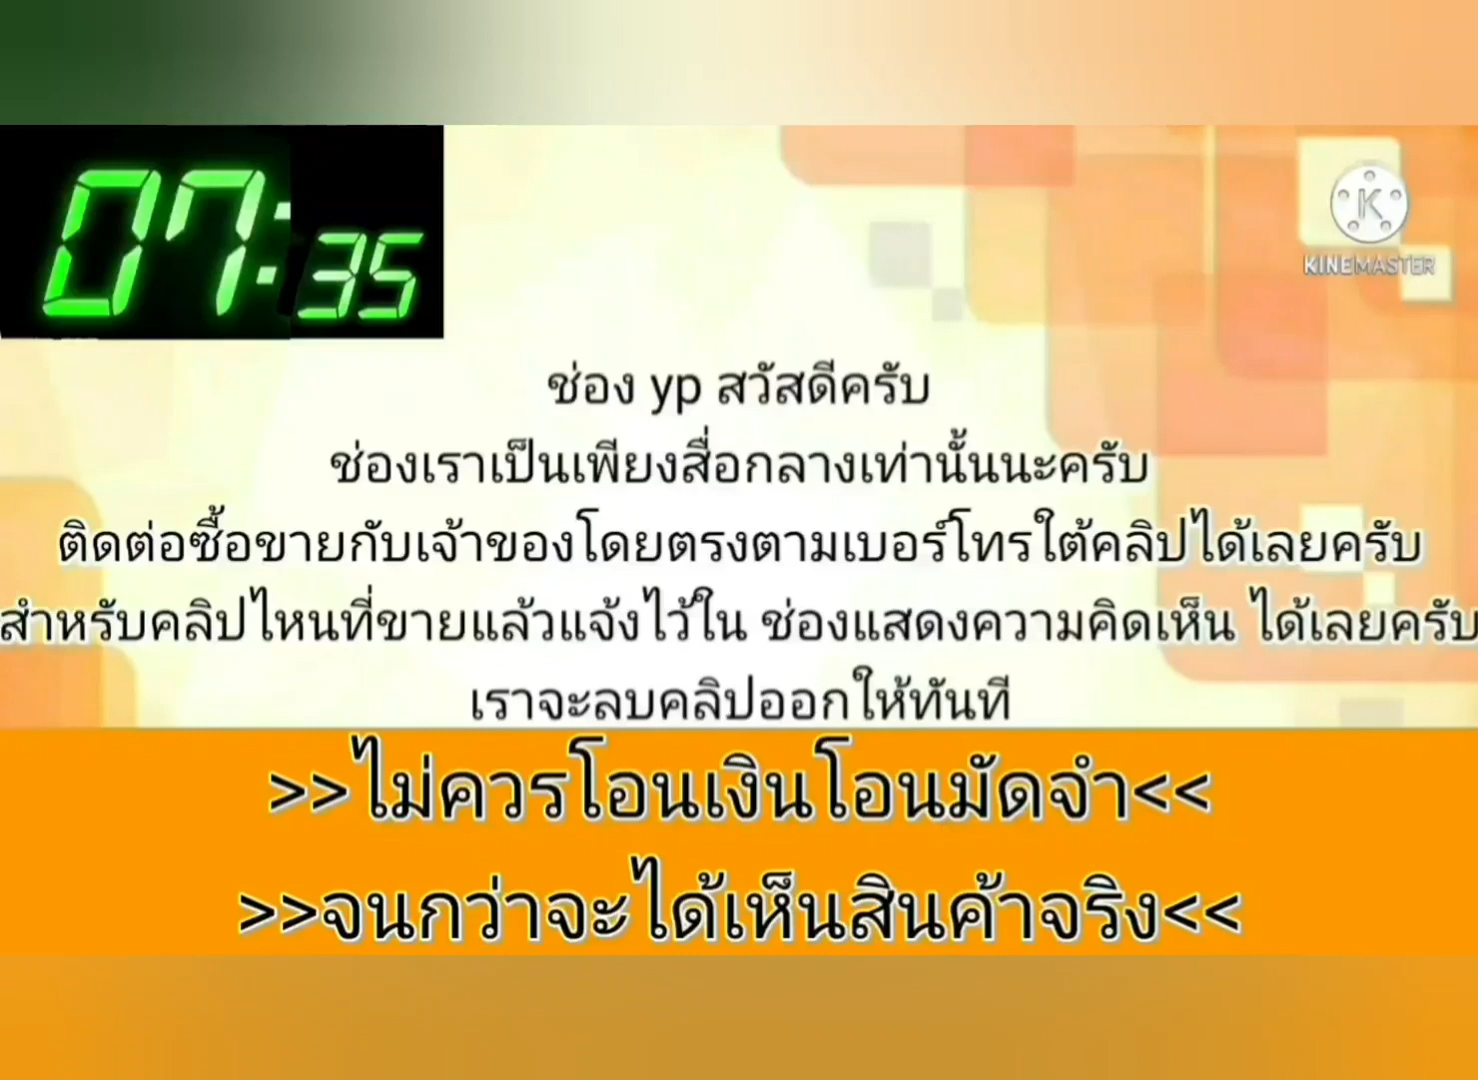 07:35
KINEMASTER
ช่อง yp สวัสดีครับ
ช่องเราเป็นเพียงสื่อกลางเท่านั้นนะครับ
ติดต่อซื้อขายกับเจ้าของโดยตรงตามเบอร์โทรใต้คลิปได้เลยครับ
สำหรับคลิปไหนที่ขายแล้วแจ้งไว้ใน ช่องแสดงความคิดเห็น ได้เลยครับ
เราจะลบคลิปออกให้ทันที
>>ไม่ควรโอนเงินโอนมัดจำ<<
>>จนกว่าจะได้เห็นสินค้าจริง<<